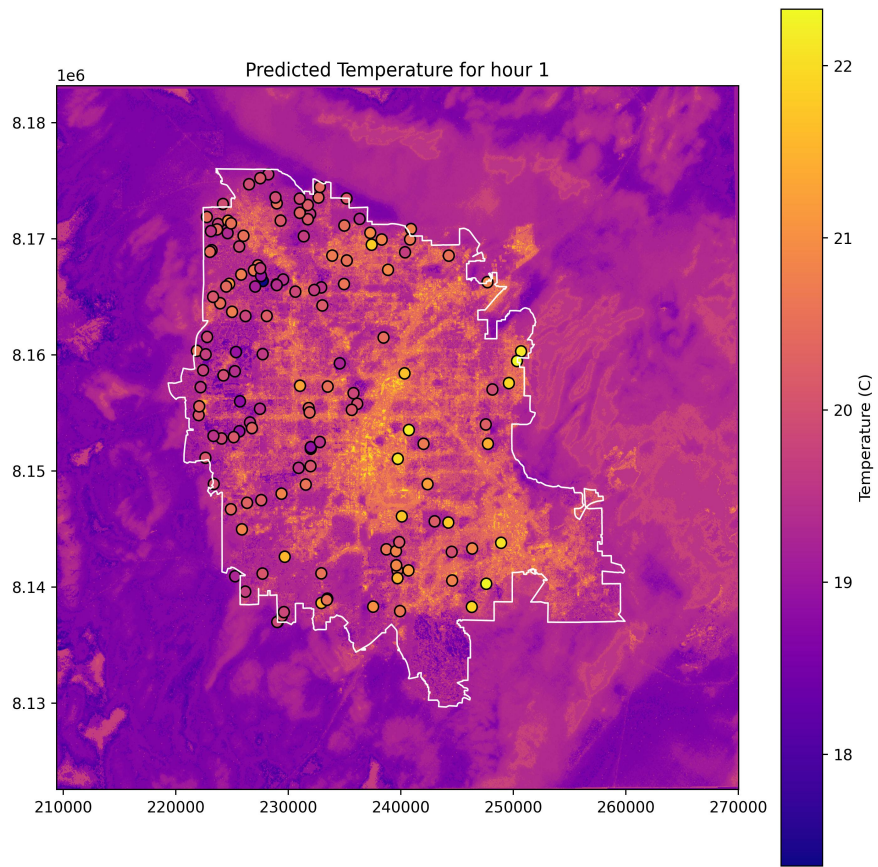 Predicted Temperature for hour 1
1e6
8.18
8.17
8.16
8.15
8.14
8.13
210000 220000 230000 240000 250000 260000 270000
22
21
20
19
18
Temperature (C)